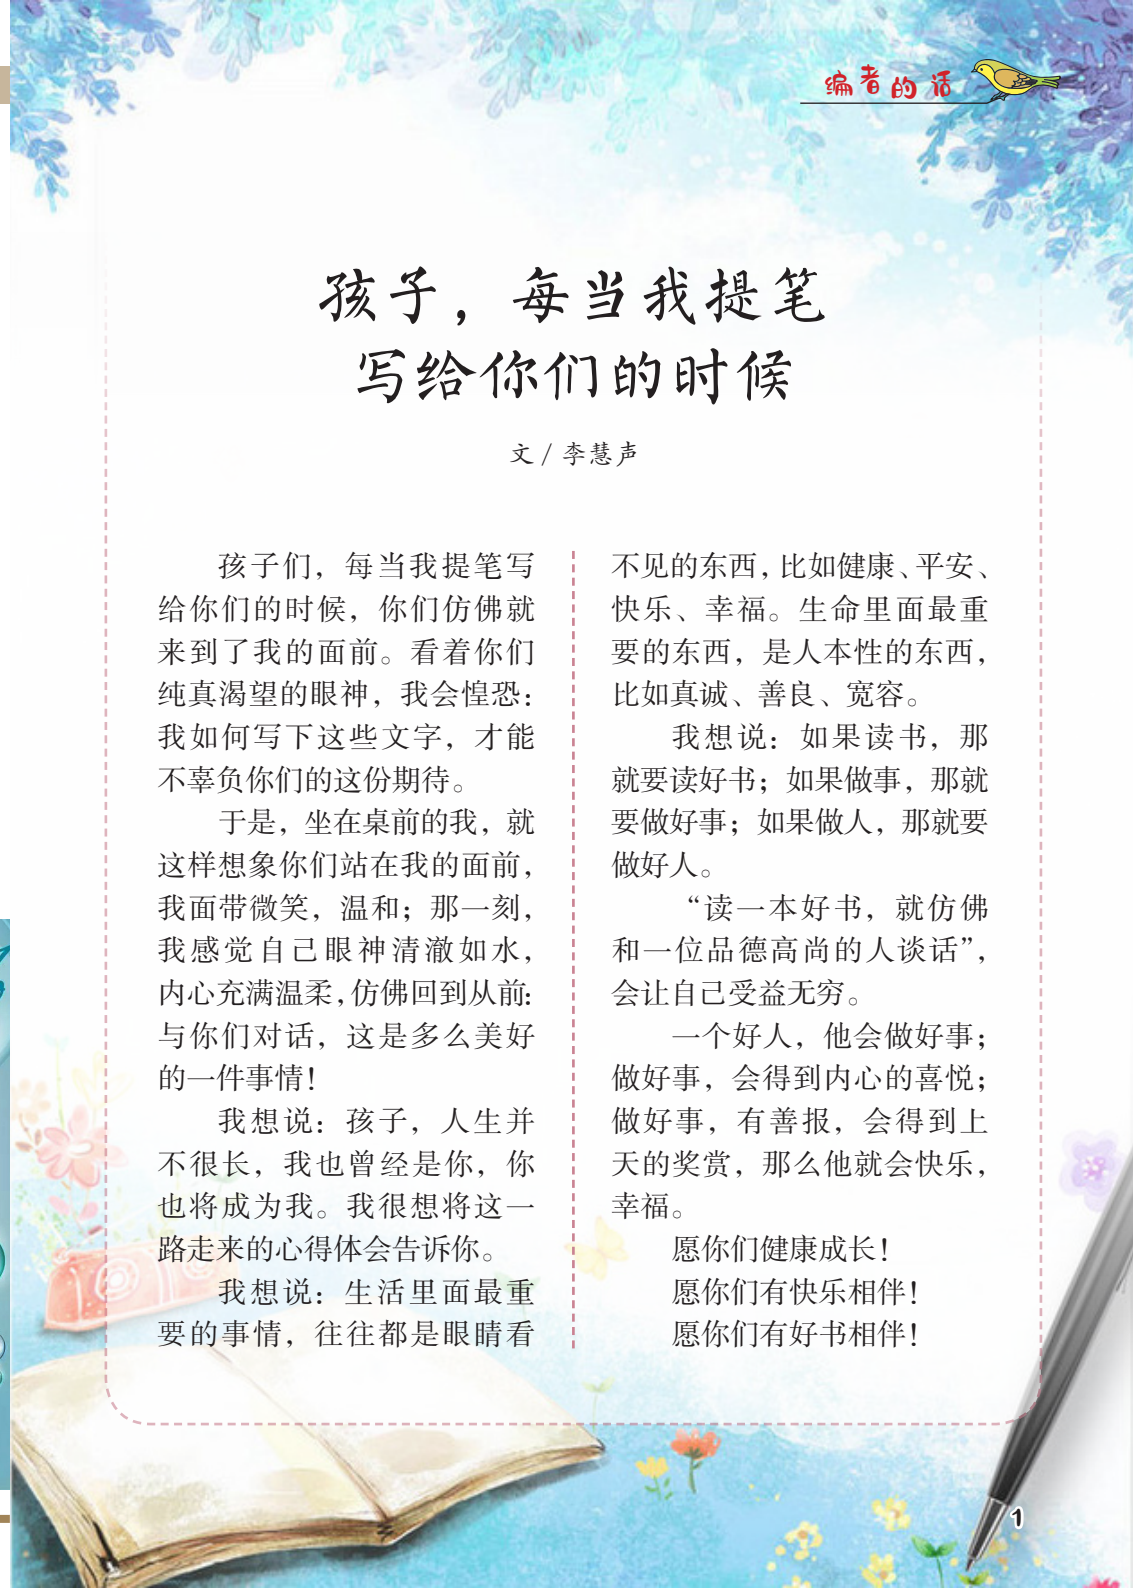 编者的话
孩子，每当我提笔
写给你们的时候
文/李慧声
孩子们，每当我提笔写
给你们的时候，你们仿佛就
来到了我的面前。看着你们
纯真渴望的眼神，我会惶恐：
我如何写下这些文字，才能
不辜负你们的这份期待。
于是，坐在桌前的我，就
这样想象你们站在我的面前，
我面带微笑，温和；那一刻，
我感觉自己眼神清澈如水，
内心充满温柔，仿佛回到从前：
与你们对话，这是多么美好
的一件事情！
我想说：孩子，人生并
不很长，我也曾经是你，你
也将成为我。我很想将这一
路走来的心得体会告诉你。
我想说：生活里面最重
要的事情，往往都是眼睛看
不见的东西，比如健康、平安、
快乐、幸福。生命里面最重
要的东西，是人本性的东西，
比如真诚、善良、宽容。
我想说：如果读书，那
就要读好书；如果做事，那就
要做好事；如果做人，那就要
做好人。
“读一本好书，就仿佛
和一位品德高尚的人谈话”，
会让自己受益无穷。
一个好人，他会做好事；
做好事，会得到内心的喜悦；
做好事，有善报，会得到上
天的奖赏，那么他就会快乐，
幸福。
愿你们健康成长！
愿你们有快乐相伴！
愿你们有好书相伴！
1